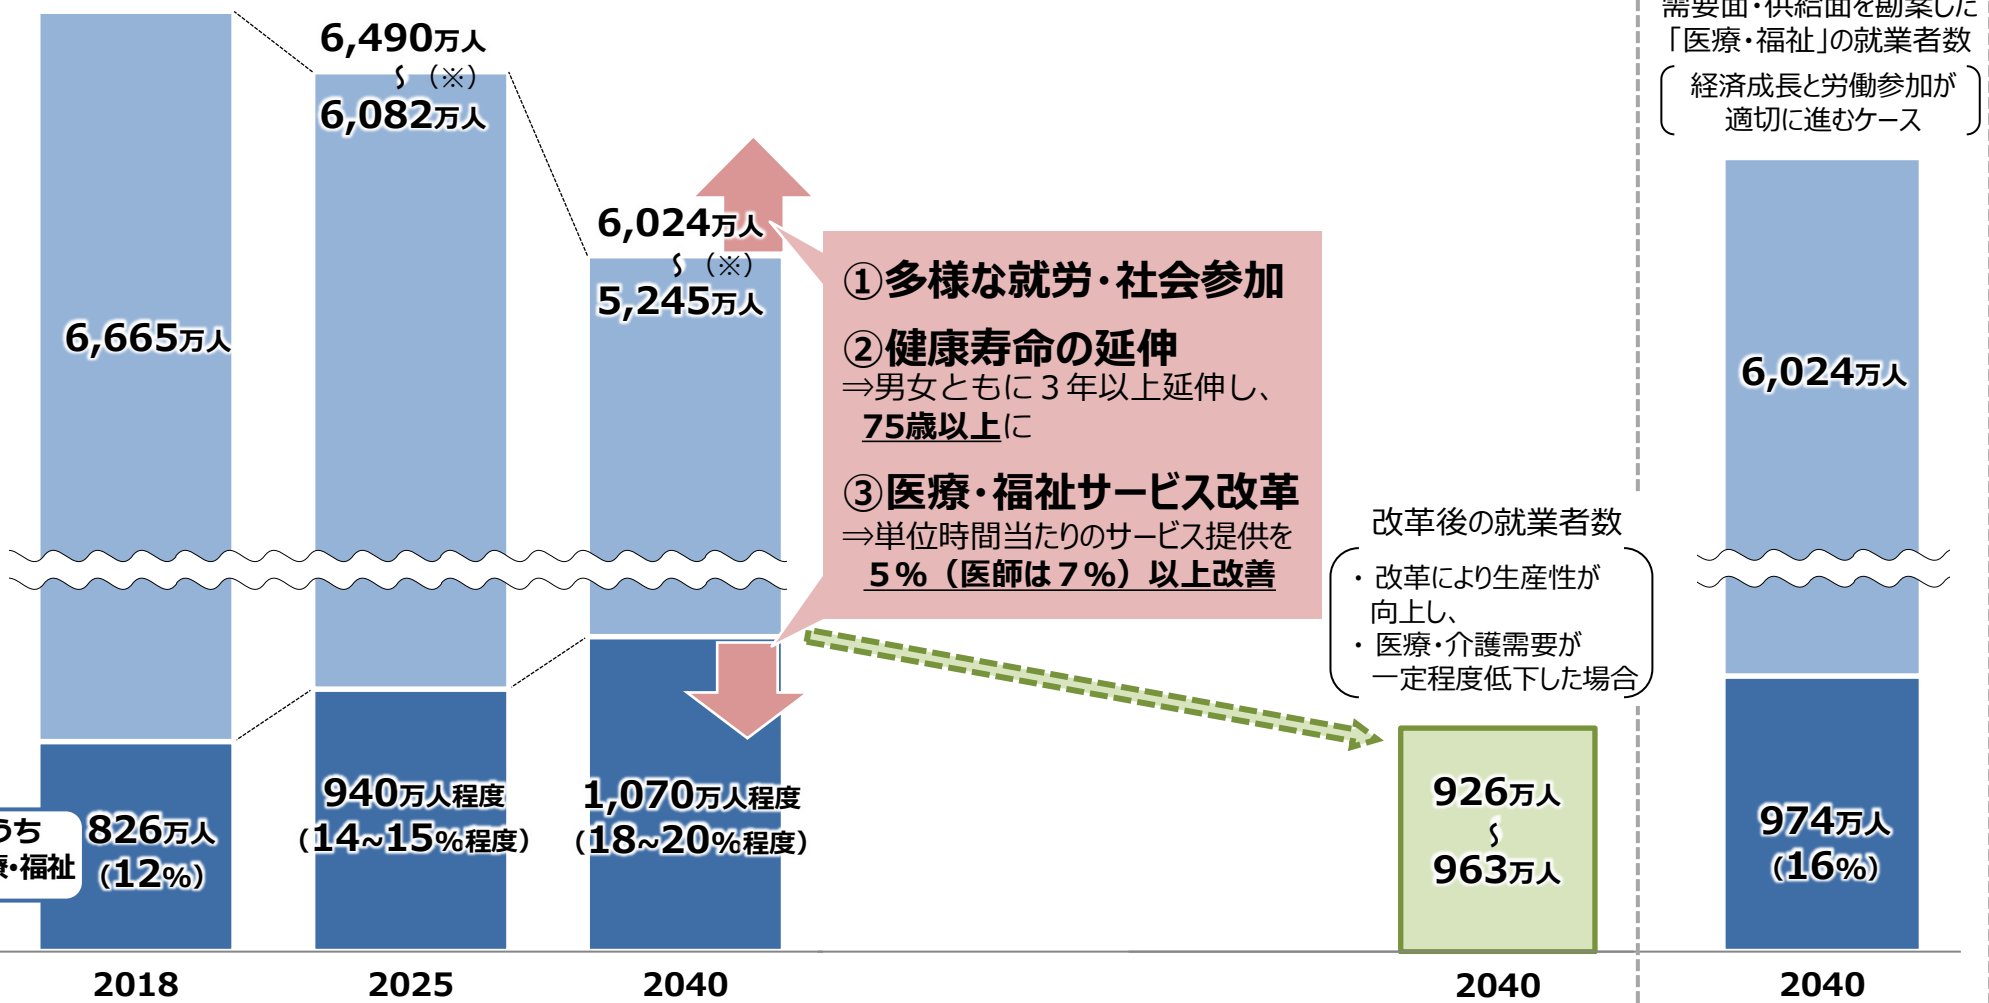 6,490万人
～（※）
6,082万人
6,665万人
6,024万人
～（※）
5,245万人
①多様な就労・社会参加
②健康寿命の延伸
⇒男女ともに３年以上延伸し、
75歳以上に
③医療・福祉サービス改革
⇒単位時間当たりのサービス提供を
５％（医師は７％）以上改善
改革後の就業者数
・ 改革により生産性が
向上し、
・ 医療・介護需要が
一定程度低下した場合
需要面・供給面を勘案した
「医療・福祉」の就業者数
経済成長と労働参加が
適切に進むケース
6,024万人
うち
・福祉
826万人
（12％）
940万人程度
（14~15％程度）
1,070万人程度
（18~20％程度）
926万人
～
963万人
974万人
（16％）
2018
2025
2040
2040
2040